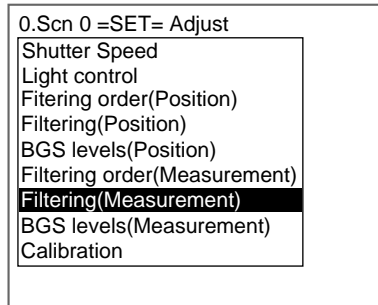 0.Scn 0 =SET= Adjust
Shutter Speed
Light control
Fitering order(Position)
Filtering(Position)
BGS levels(Position)
Filtering order(Measurement)
Filtering(Measurement)
BGS levels(Measurement)
Calibration